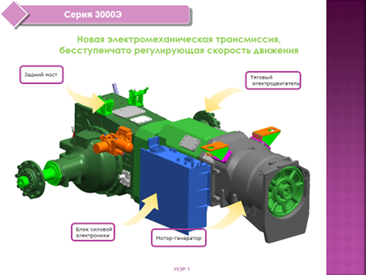 Серия 3000Э
Новая электромеханическая трансмиссия,
бесступенчато регулирующая скорость движения
Задний мост
Тяговый
электродвигатель
Блок силовой
электроники
Мотор-генератор
УКЭР-1